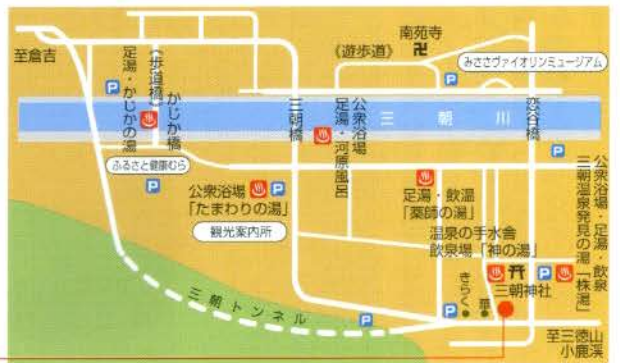 至倉吉
《歩道橋》
足湯・かじかの湯
かじか橋
ふるさと健康むら
P
P
P
南苑寺
卍
《遊歩道》
P
みささヴァイオリンミュージアム
三朝橋
公衆浴場
足湯・河原風呂
三朝川
恋谷橋
P
公衆浴場
「たまわりの湯」
観光案内所
足湯・飲温
「薬師の湯」
温泉の手水舎
飲泉場「神の湯」
公衆浴場・足湯・飲泉
三朝温泉発見の湯「株湯」
P
三朝神社
きらく
華
P
P
三朝トンネル
至三徳山
小鹿渓